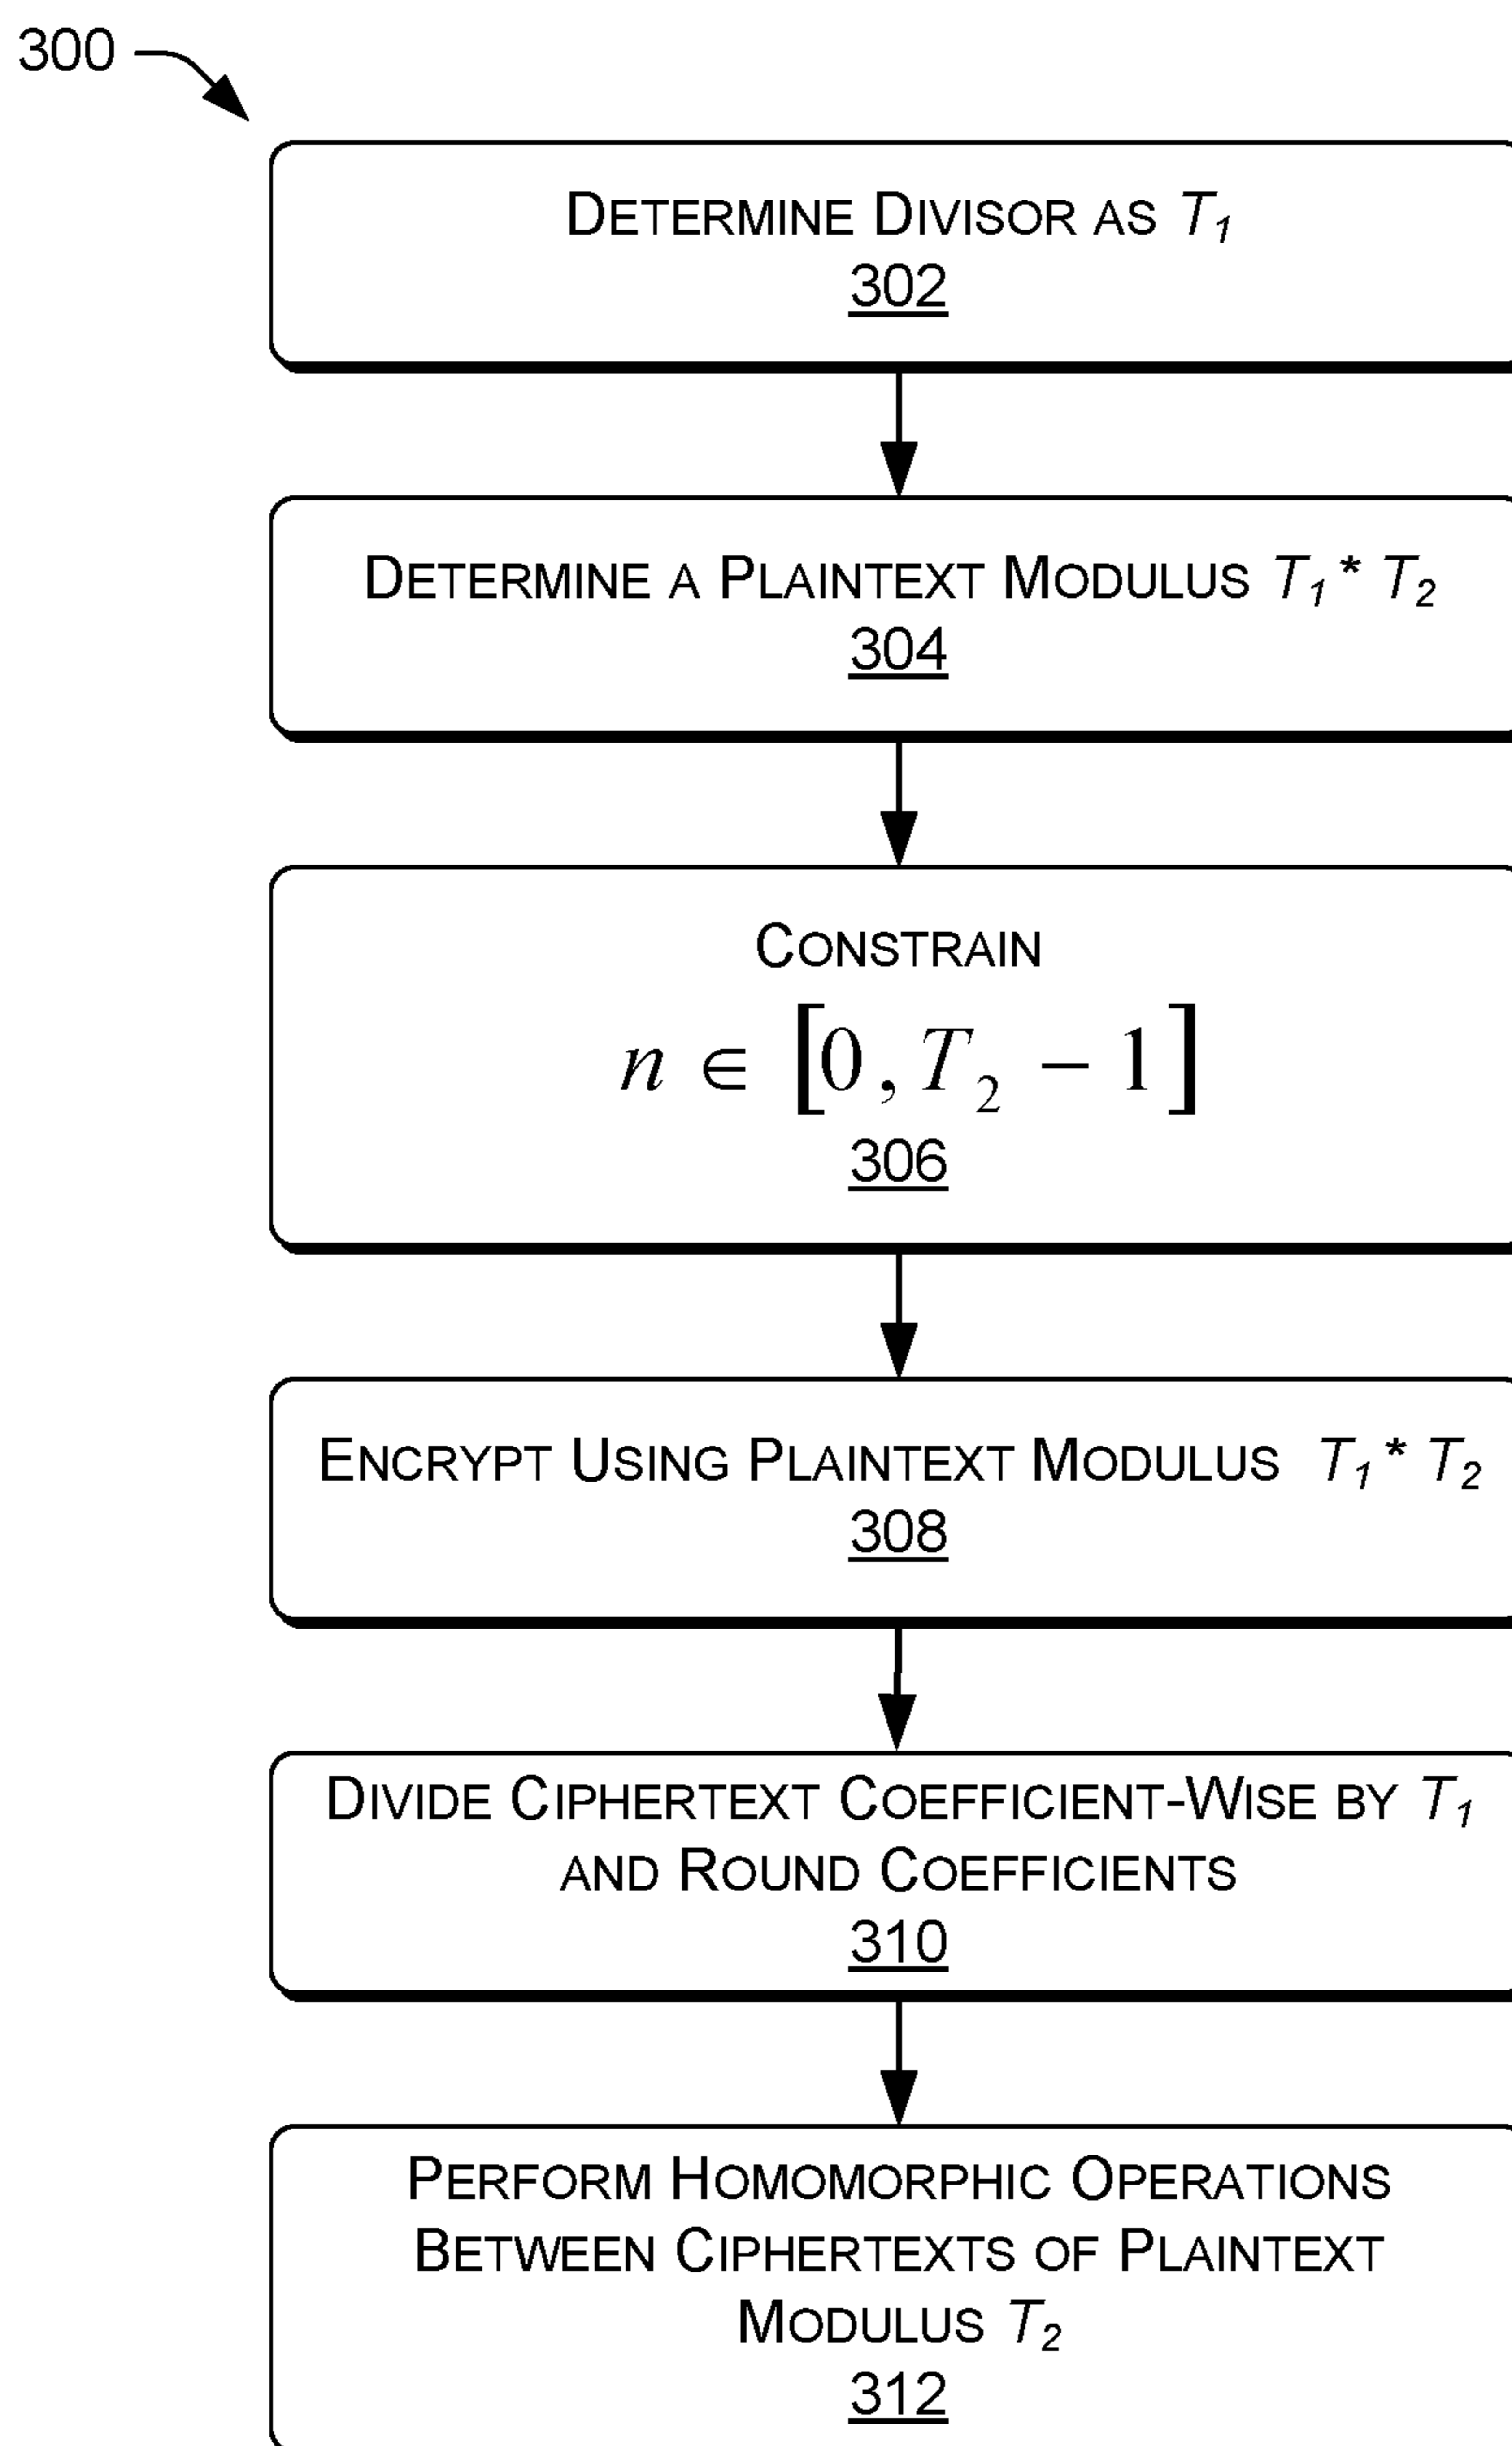 300
DETERMINE DIVISOR AS T₁
302
DETERMINE A PLAINTEXT MODULUS T₁ * T₂
304
CONSTRAIN
n ∈ [0, T₂ − 1]
306
ENCRYPT USING PLAINTEXT MODULUS T₁ * T₂
308
DIVIDE CIPHERTEXT COEFFICIENT-WISE BY T₁
AND ROUND COEFFICIENTS
310
PERFORM HOMOMORPHIC OPERATIONS
BETWEEN CIPHERTEXTS OF PLAINTEXT
MODULUS T₂
312